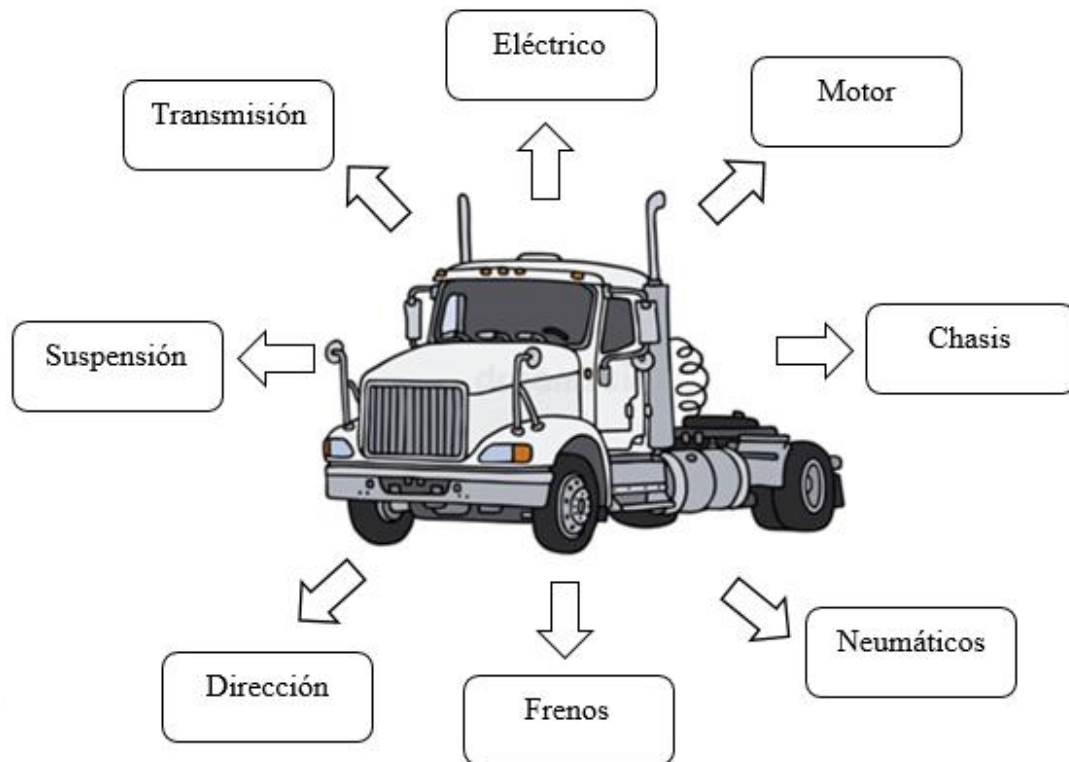 Eléctrico
Motor
Transmisión
Chasis
Suspensión
Neumáticos
Dirección
Frenos